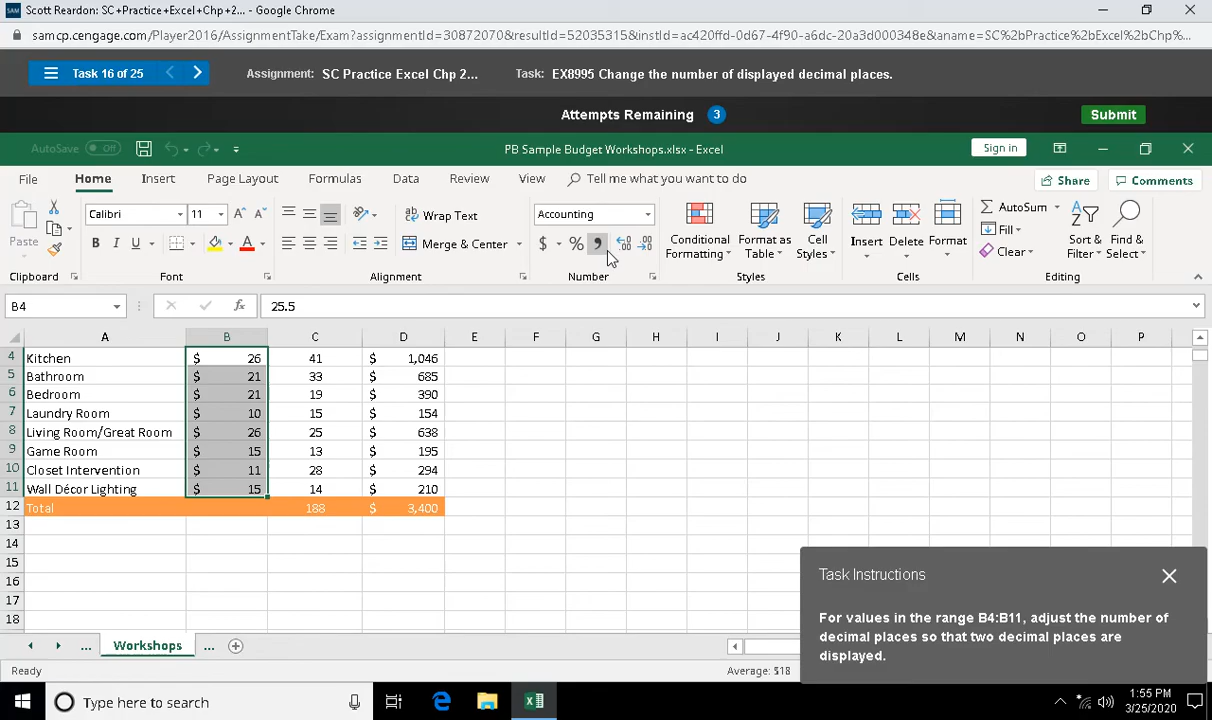 Scott Reardon: SC+Practice+Excel+Chp+2... - Google Chrome
samcp.cengage.com/Player2016/AssignmentTake/Exam?assignmentId=30872070&resultId=52035315&instId=ac420ffd-0d67-4f90-a6dc-20a3d000348e&aname=SC%2bPractice%2bExcel%2bChp%...
Task 16 of 25 Assignment: SC Practice Excel Chp 2... Task: EX8995 Change the number of displayed decimal places.
Attempts Remaining 3 Submit
AutoSave Off PB Sample Budget Workshops.xlsx - Excel Sign in
File Home Insert Page Layout Formulas Data Review View Tell me what you want to do Share Comments
Paste Calibri 11 Wrap Text Accounting Conditional Formatting Format as Table Cell Styles Insert Delete Format AutoSum Sort & Filter Find & Select
B I U A Merge & Center $ % , Fill
Clear
Clipboard Font Alignment Number Styles Cells Editing
B4 fx 25.5
A B C D E F G H I J K L M N O P
4 Kitchen $ 26 41 $ 1,046
5 Bathroom $ 21 33 $ 685
6 Bedroom $ 21 19 $ 390
7 Laundry Room $ 10 15 $ 154
8 Living Room/Great Room $ 26 25 $ 638
9 Game Room $ 15 13 $ 195
10 Closet Intervention $ 11 28 $ 294
11 Wall Décor Lighting $ 15 14 $ 210
12 Total 188 $ 3,400
13
14
15
16
17
18
Task Instructions
For values in the range B4:B11, adjust the number of
decimal places so that two decimal places are
displayed.
... Workshops ...
Ready Average: $18
Type here to search 1:55 PM
3/25/2020